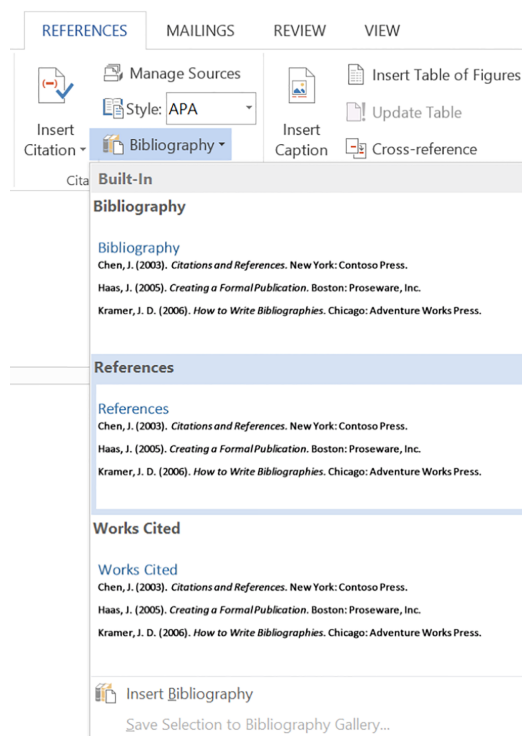 REFERENCES MAILINGS REVIEW VIEW
Manage Sources
Style: APA
Bibliography
Insert
Citation
Insert
Caption
Insert Table of Figures
Update Table
Cross-reference
Cita
Built-In
Bibliography
Bibliography
Chen, J. (2003). Citations and References. New York: Contoso Press.
Haas, J. (2005). Creating a Formal Publication. Boston: Proseware, Inc.
Kramer, J. D. (2006). How to Write Bibliographies. Chicago: Adventure Works Press.
References
References
Chen, J. (2003). Citations and References. New York: Contoso Press.
Haas, J. (2005). Creating a Formal Publication. Boston: Proseware, Inc.
Kramer, J. D. (2006). How to Write Bibliographies. Chicago: Adventure Works Press.
Works Cited
Works Cited
Chen, J. (2003). Citations and References. New York: Contoso Press.
Haas, J. (2005). Creating a Formal Publication. Boston: Proseware, Inc.
Kramer, J. D. (2006). How to Write Bibliographies. Chicago: Adventure Works Press.
Insert Bibliography
Save Selection to Bibliography Gallery...